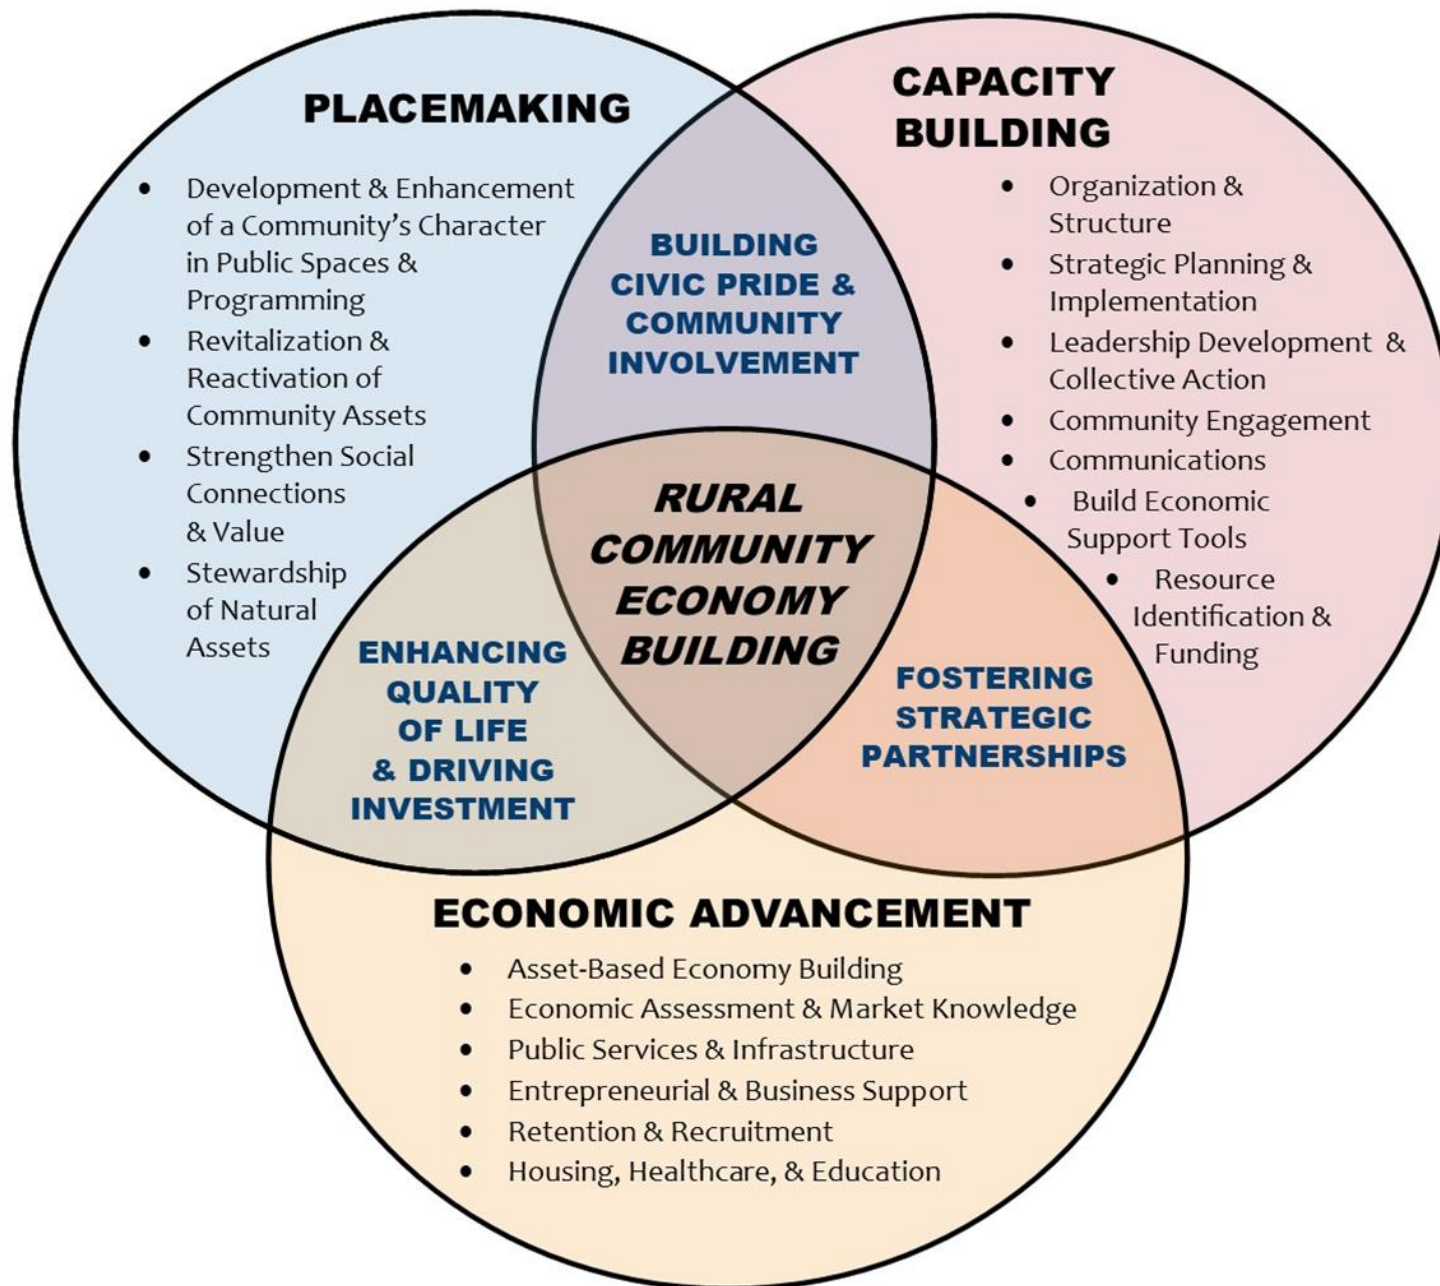 PLACEMAKING
• Development & Enhancement
of a Community’s Character
in Public Spaces &
Programming
• Revitalization &
Reactivation of
Community Assets
• Strengthen Social
Connections
& Value
• Stewardship
of Natural
Assets
CAPACITY
BUILDING
• Organization &
Structure
• Strategic Planning &
Implementation
• Leadership Development &
Collective Action
• Community Engagement
• Communications
• Build Economic
Support Tools
• Resource
Identification &
Funding
BUILDING
CIVIC PRIDE &
COMMUNITY
INVOLVEMENT
RURAL
COMMUNITY
ECONOMY
BUILDING
ENHANCING
QUALITY
OF LIFE
& DRIVING
INVESTMENT
FOSTERING
STRATEGIC
PARTNERSHIPS
ECONOMIC ADVANCEMENT
• Asset-Based Economy Building
• Economic Assessment & Market Knowledge
• Public Services & Infrastructure
• Entrepreneurial & Business Support
• Retention & Recruitment
• Housing, Healthcare, & Education